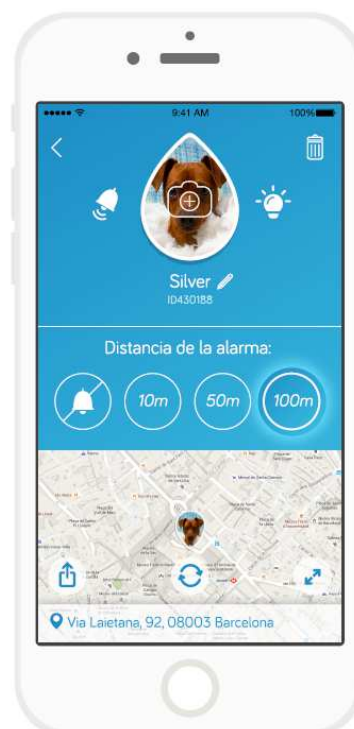 9:41 AM
100%
Silver
ID430188
Distancia de la alarma:
10m
50m
100m
Via Laietana, 92, 08003 Barcelona